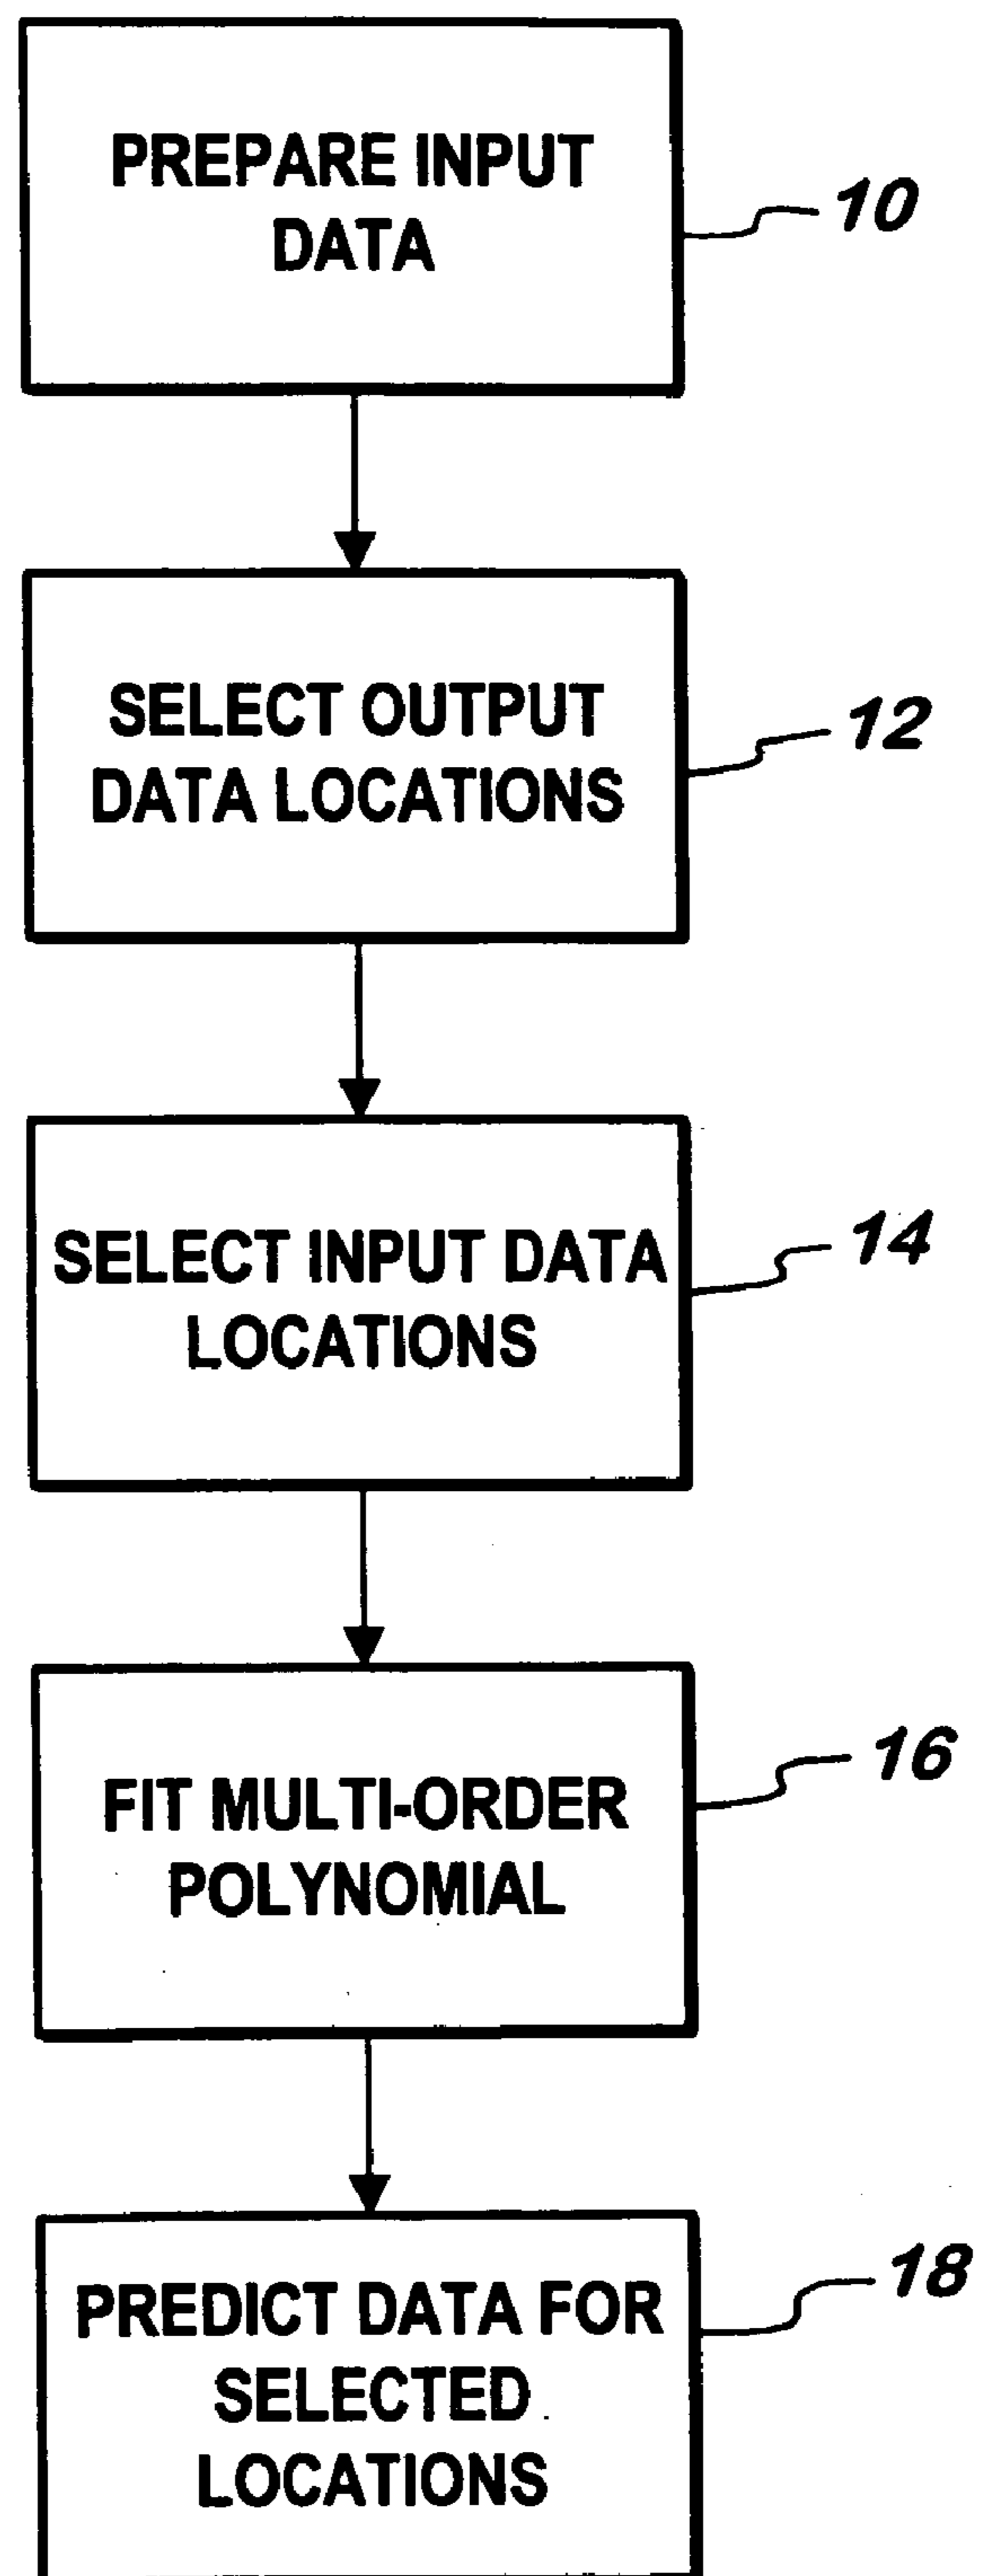 PREPARE INPUT
DATA
10
SELECT OUTPUT
DATA LOCATIONS
12
SELECT INPUT DATA
LOCATIONS
14
FIT MULTI-ORDER
POLYNOMIAL
16
PREDICT DATA FOR
SELECTED
LOCATIONS
18